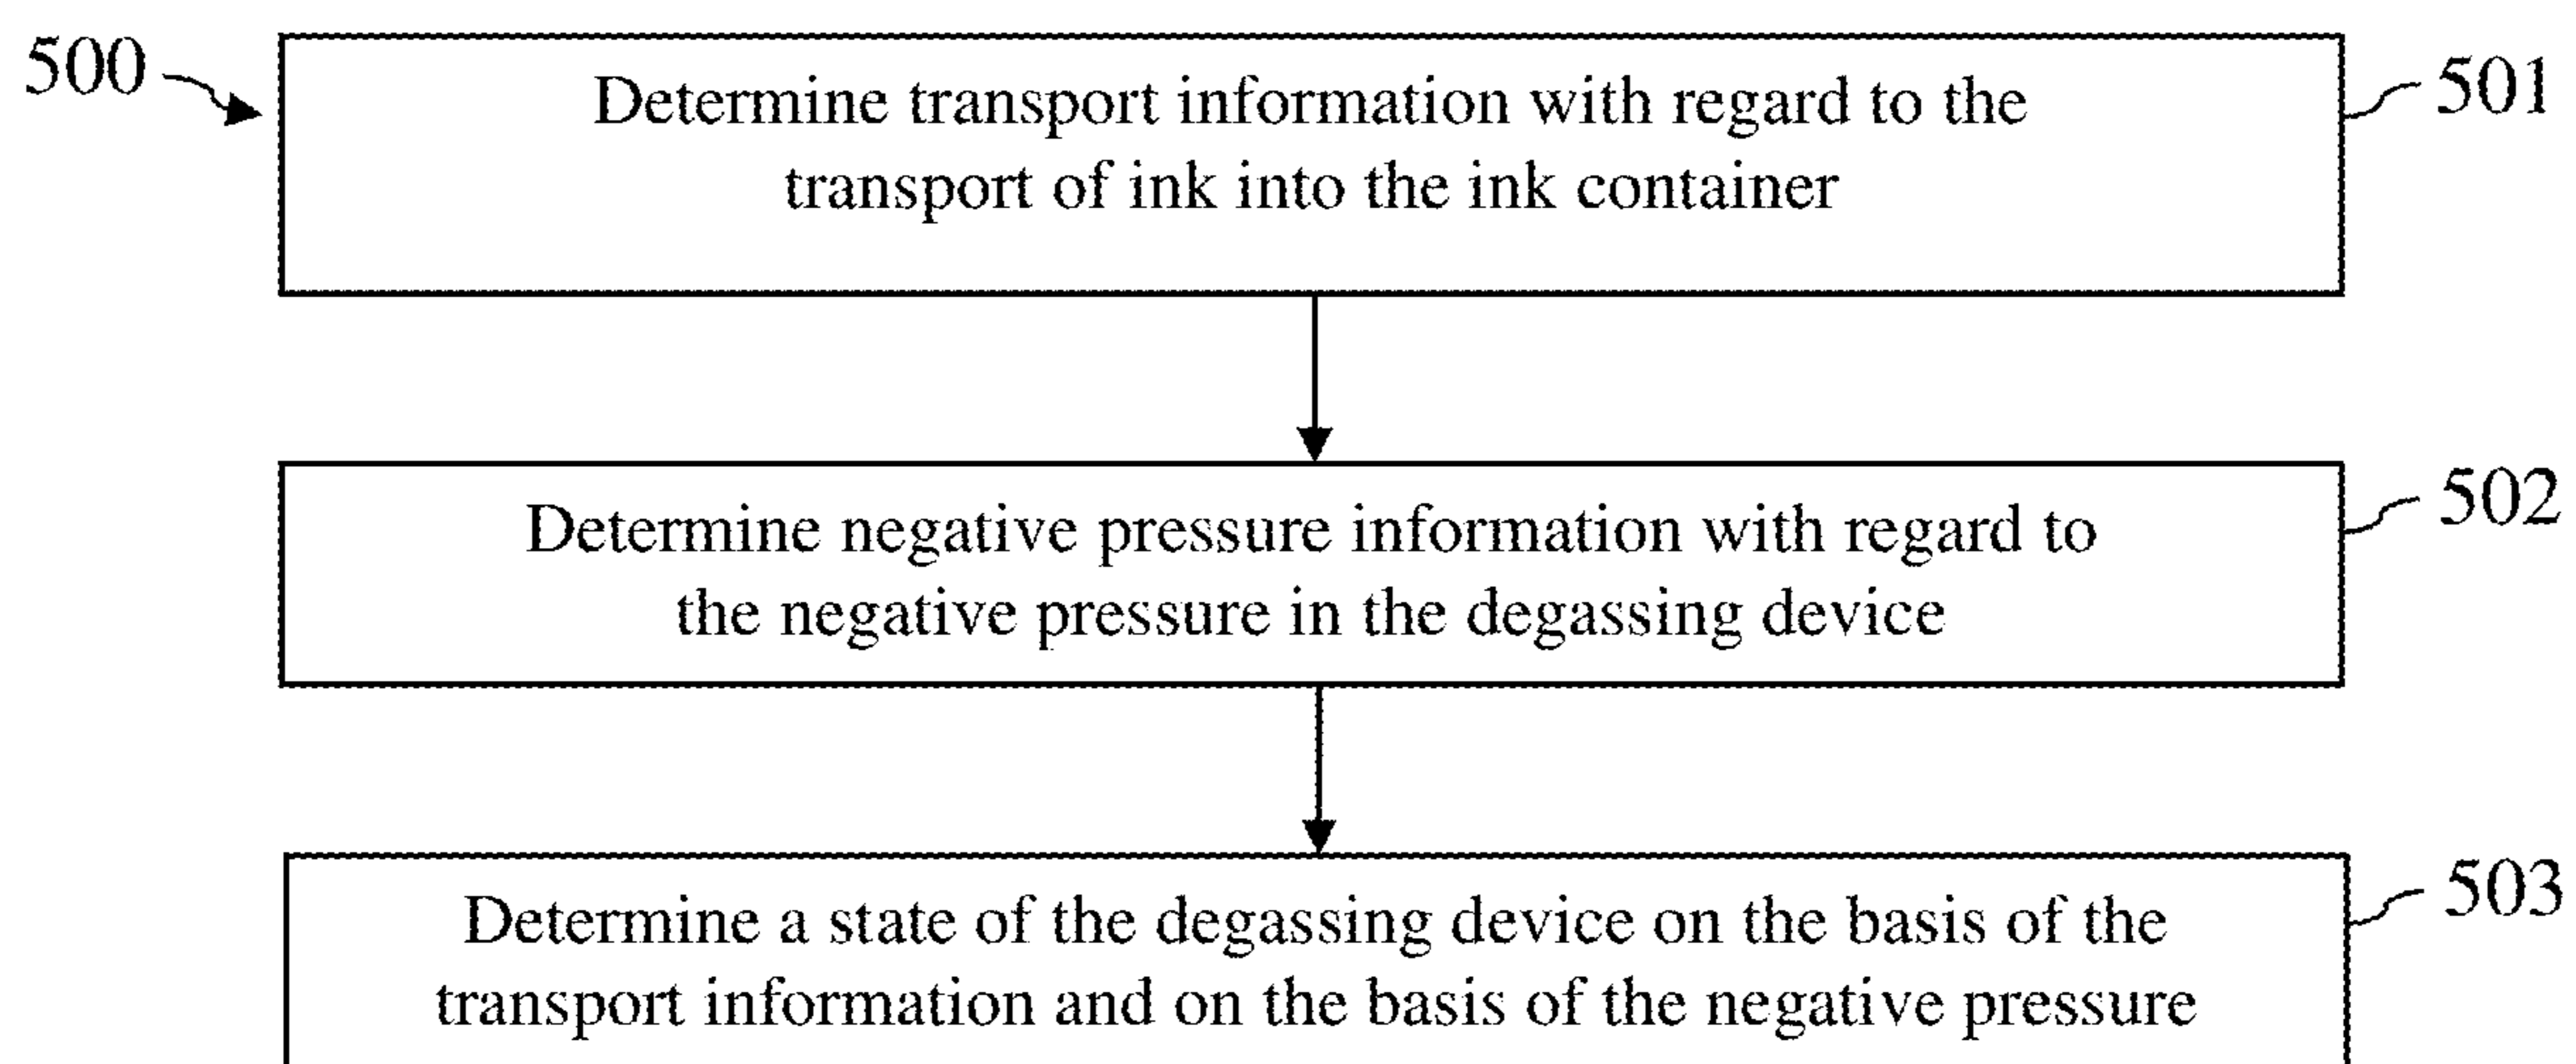 500
Determine transport information with regard to the
transport of ink into the ink container
501
Determine negative pressure information with regard to
the negative pressure in the degassing device
502
Determine a state of the degassing device on the basis of the
transport information and on the basis of the negative pressure
503